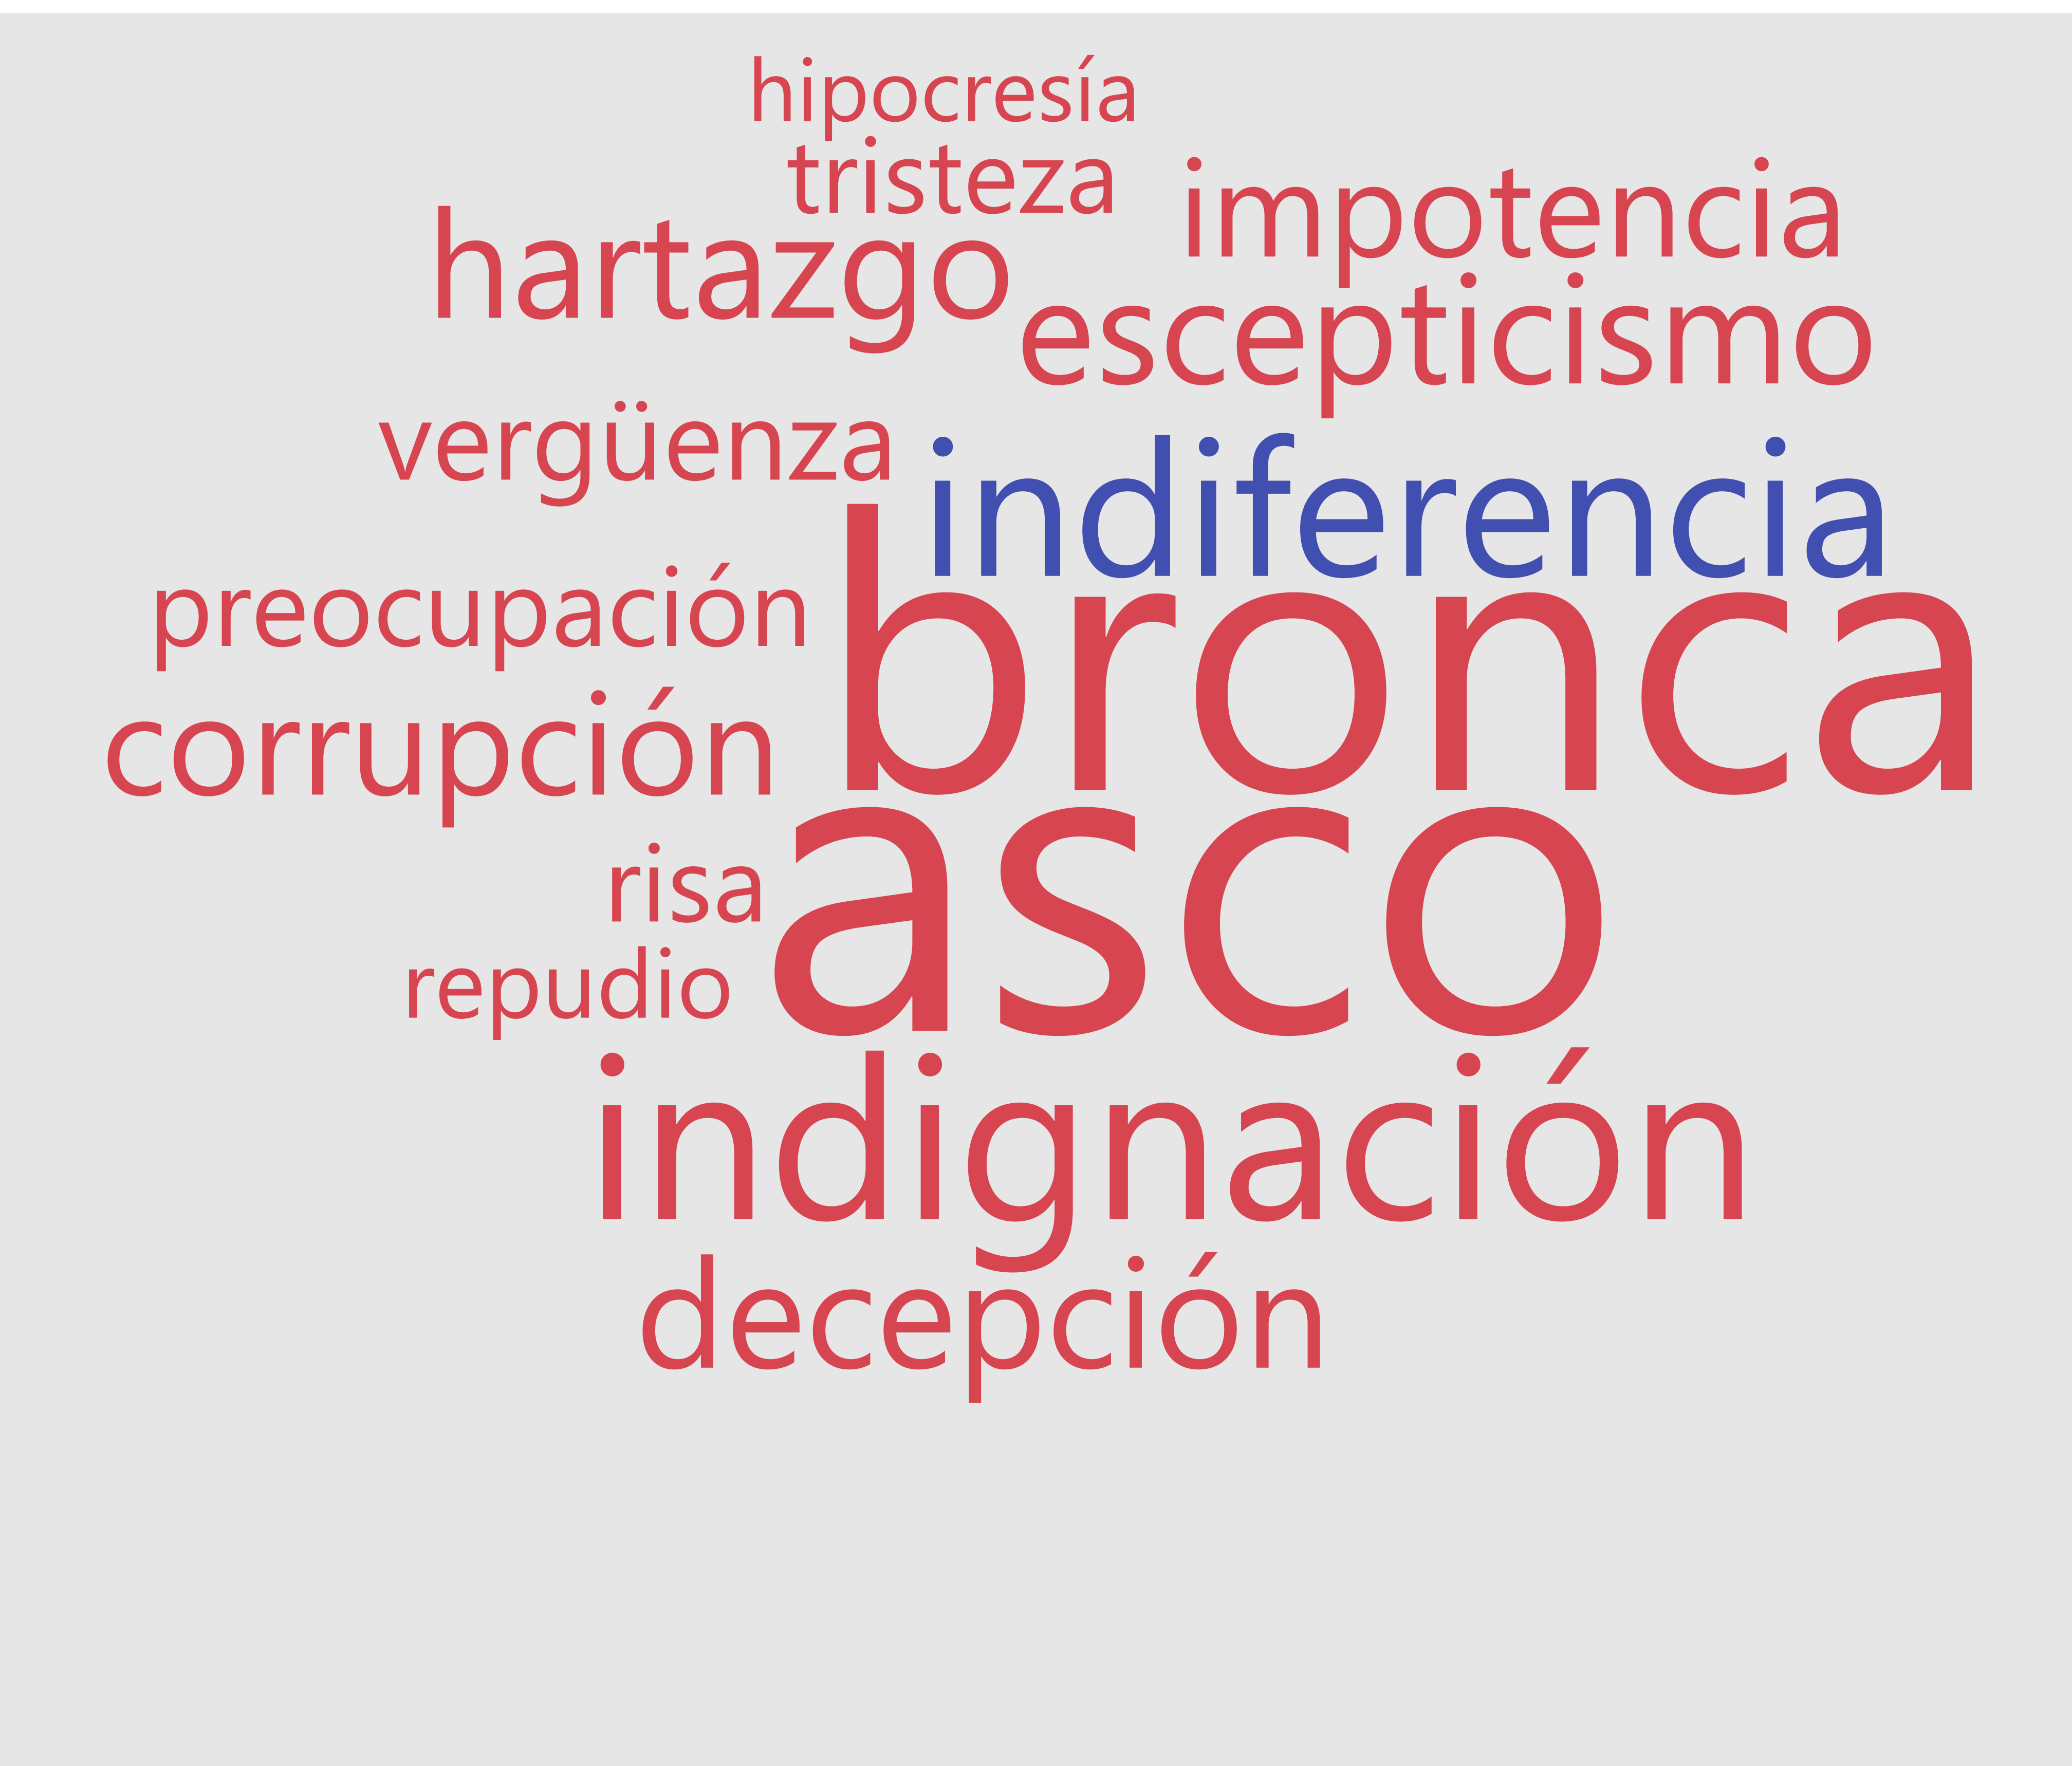 hipocresía
tristeza
impotencia
hartazgo
escepticismo
vergüenza
indiferencia
preocupación
bronca
corrupción
risa
asco
repudio
indignación
decepción